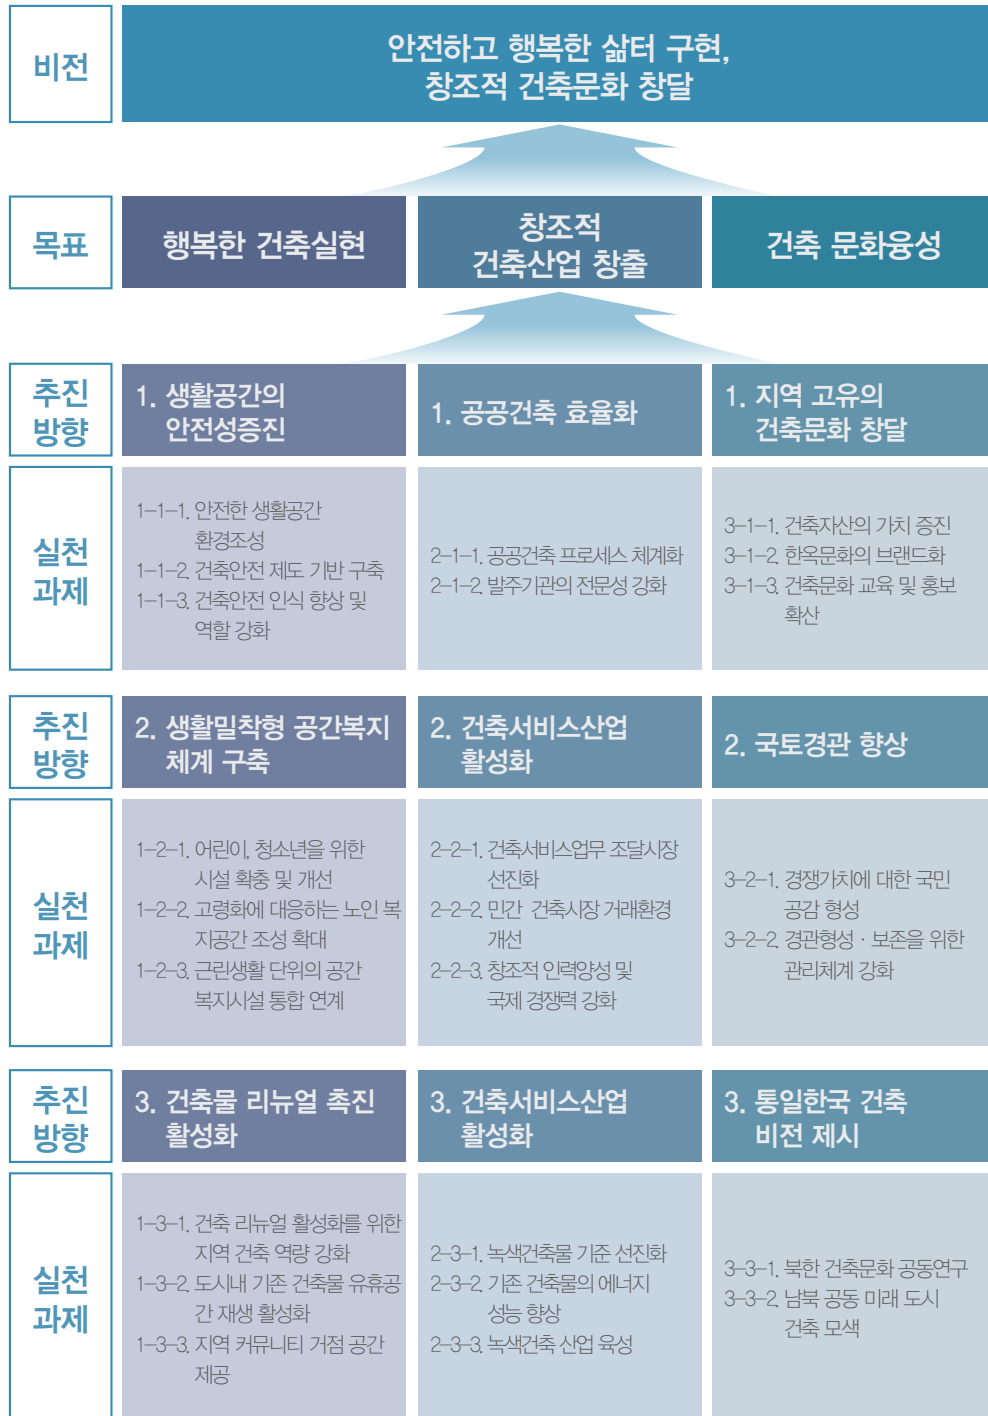 비전
안전하고 행복한 삶터 구현,
창조적 건축문화 창달
목표
행복한 건축실현
창조적
건축산업 창출
건축 문화융성
추진
방향
1. 생활공간의
안전성증진
1. 공공건축 효율화
1. 지역 고유의
건축문화 창달
실천
과제
1-1-1. 안전한 생활공간
환경조성
1-1-2. 건축안전 제도 기반 구축
1-1-3. 건축안전 인식 향상 및
역할 강화
2-1-1. 공공건축 프로세스 체계화
2-1-2. 발주기관의 전문성 강화
3-1-1. 건축자산의 가치 증진
3-1-2. 한옥문화의 브랜드화
3-1-3. 건축문화 교육 및 홍보
확산
추진
방향
2. 생활밀착형 공간복지
체계 구축
2. 건축서비스산업
활성화
2. 국토경관 향상
실천
과제
1-2-1. 어린이, 청소년을 위한
시설 확충 및 개선
1-2-2. 고령화에 대응하는 노인 복
지공간 조성 확대
1-2-3. 근린생활 단위의 공간
복지시설 통합 연계
2-2-1. 건축서비스업무 조달시장
선진화
2-2-2. 민간 건축시장 거래환경
개선
2-2-3. 창조적 인력양성 및
국제 경쟁력 강화
3-2-1. 경쟁가치에 대한 국민
공감 형성
3-2-2. 경관형성 · 보존을 위한
관리체계 강화
추진
방향
3. 건축물 리뉴얼 촉진
활성화
3. 건축서비스산업
활성화
3. 통일한국 건축
비전 제시
실천
과제
1-3-1. 건축 리뉴얼 활성화를 위한
지역 건축 역량 강화
1-3-2. 도시내 기존 건축물 유휴공
간 재생 활성화
1-3-3. 지역 커뮤니티 거점 공간
제공
2-3-1. 녹색건축물 기준 선진화
2-3-2. 기존 건축물의 에너지
성능 향상
2-3-3. 녹색건축 산업 육성
3-3-1. 북한 건축문화 공동연구
3-3-2. 남북 공동 미래 도시
건축 모색